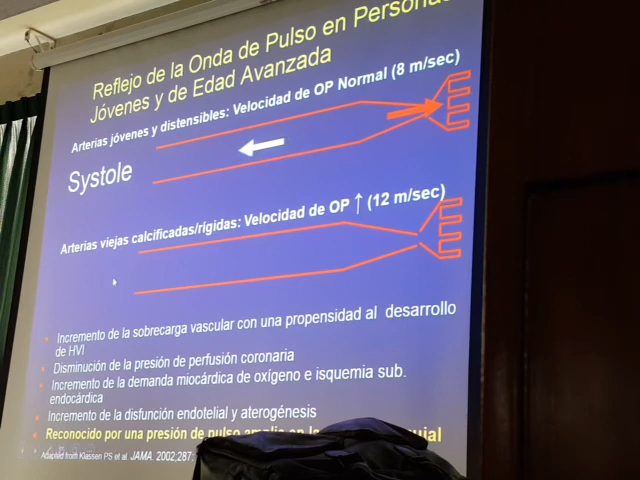 Reflejo de la Onda de Pulso en Personas
Jóvenes y de Edad Avanzada
Arterias jóvenes y distensibles: Velocidad de OP Normal (8 m/sec)
Systole
Arterias viejas calcificadas/rígidas: Velocidad de OP ↑ (12 m/sec)
Incremento de la sobrecarga vascular con una propensidad al desarrollo
de HVI
Disminución de la presión de perfusión coronaria
Incremento de la demanda miocárdica de oxígeno e isquemia sub.
endocárdica
Incremento de la disfunción endotelial y aterogénesis
Reconocido por una presión de pulso amplia en la
Adapted from Klassen PS et al. JAMA. 2002;287: